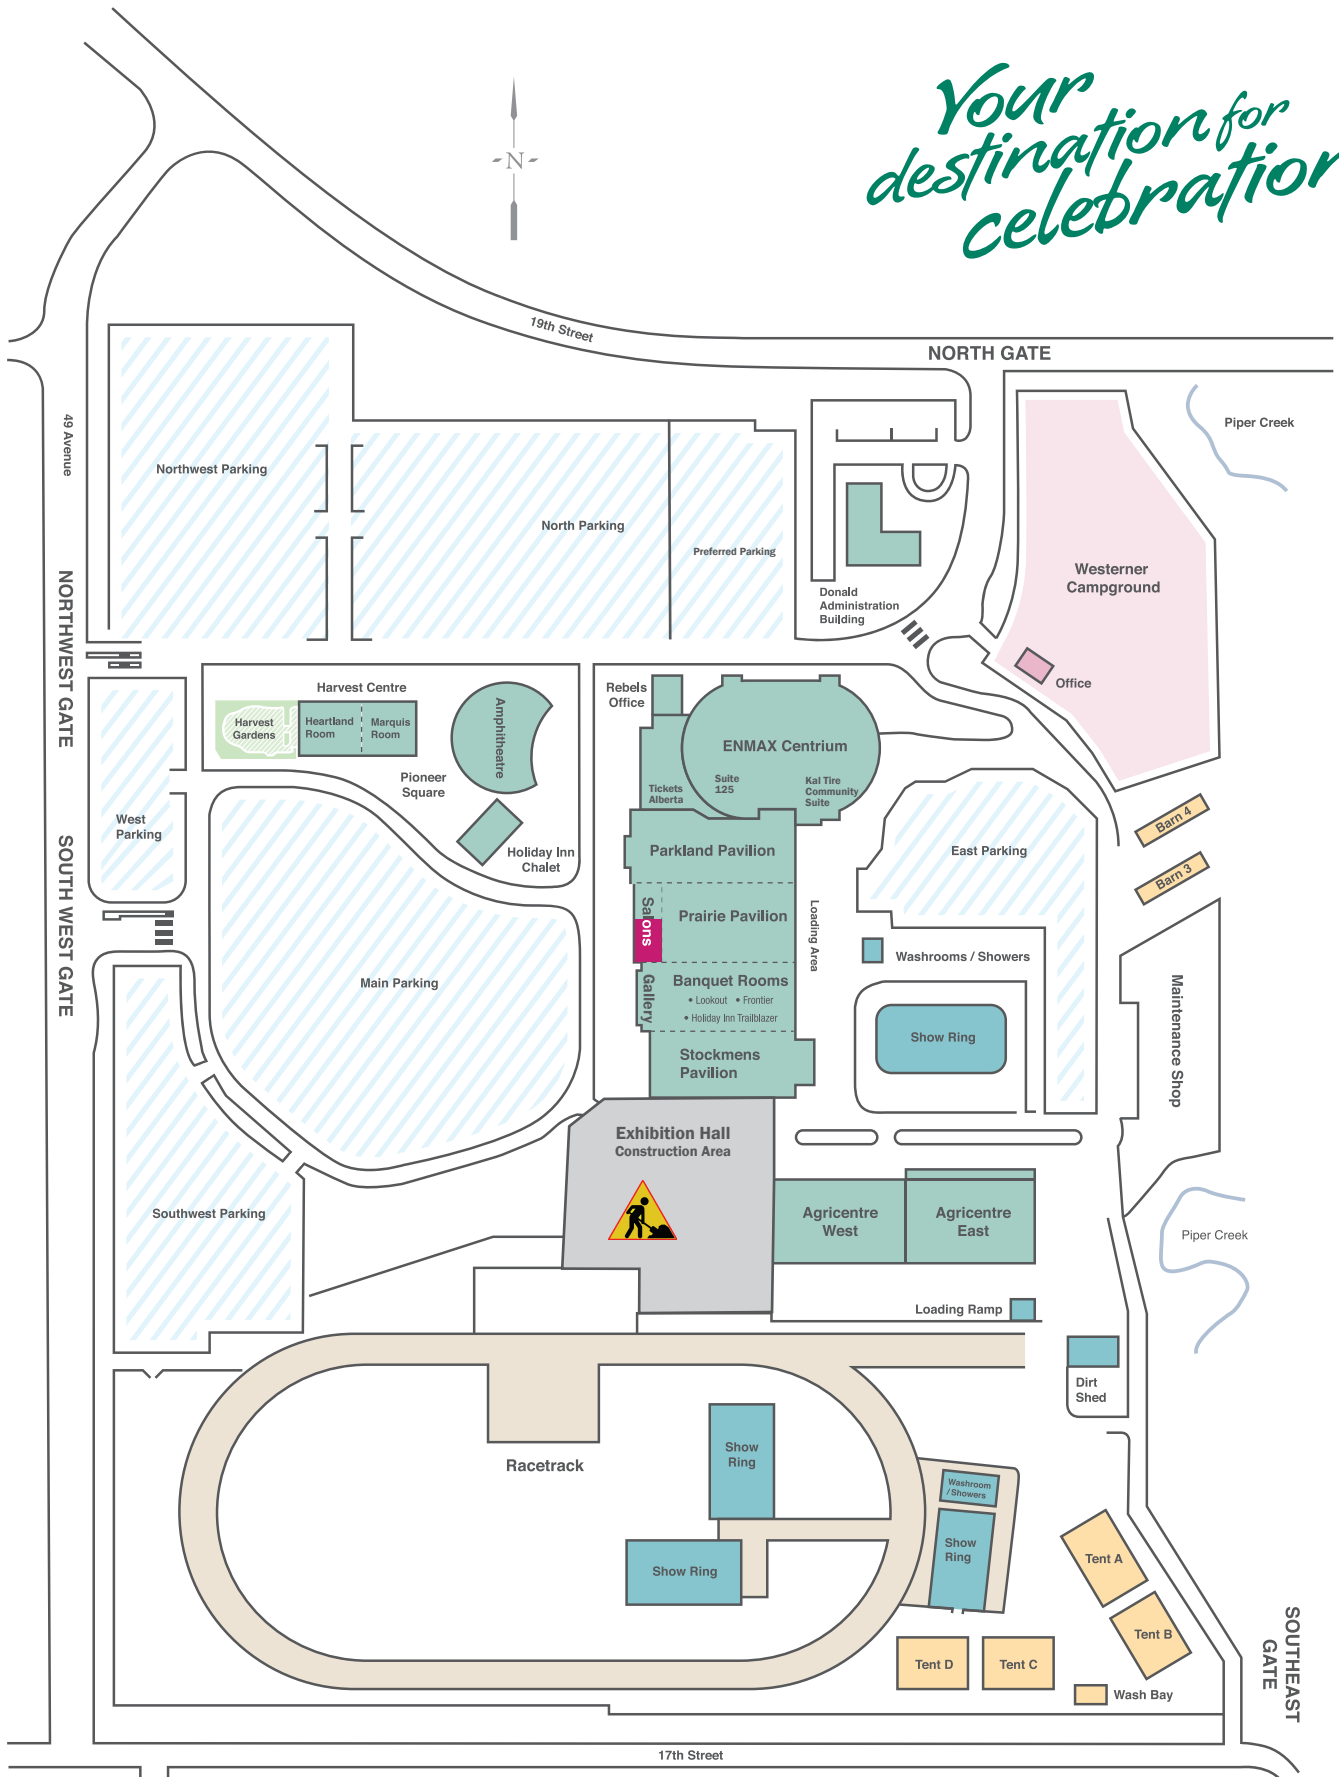 Your
destination for
celebration
N
19th Street
NORTH GATE
49 Avenue
Piper Creek
Northwest Parking
North Parking
Preferred Parking
Westerner
Campground
Donald
Administration
Building
NORTHWEST GATE
Office
Harvest Centre
Rebels
Office
Harvest
Gardens
Heartland
Room
Marquis
Room
Amphitheatre
ENMAX Centrium
Pioneer
Square
Suite
125
Kal Tire
Community
Suite
Tickets
Alberta
West
Parking
Barn 4
Holiday Inn
Chalet
Parkland Pavilion
East Parking
Barn 3
SOUTH WEST GATE
Salons
Prairie Pavilion
Loading Area
Washrooms / Showers
Main Parking
Gallery
Banquet Rooms
• Lookout • Frontier
• Holiday Inn Trailblazer
Show Ring
Maintenance Shop
Stockmens
Pavilion
Exhibition Hall
Construction Area
Southwest Parking
Agricentre
West
Agricentre
East
Piper Creek
Loading Ramp
Dirt
Shed
Racetrack
Show
Ring
Washroom
/ Showers
Show
Ring
Show Ring
Tent A
Tent B
Tent D
Tent C
Wash Bay
SOUTHEAST
GATE
17th Street